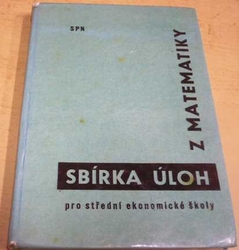 SPN
SBÍRKA ÚLOH
Z MATEMATIKY
pro střední ekonomické školy